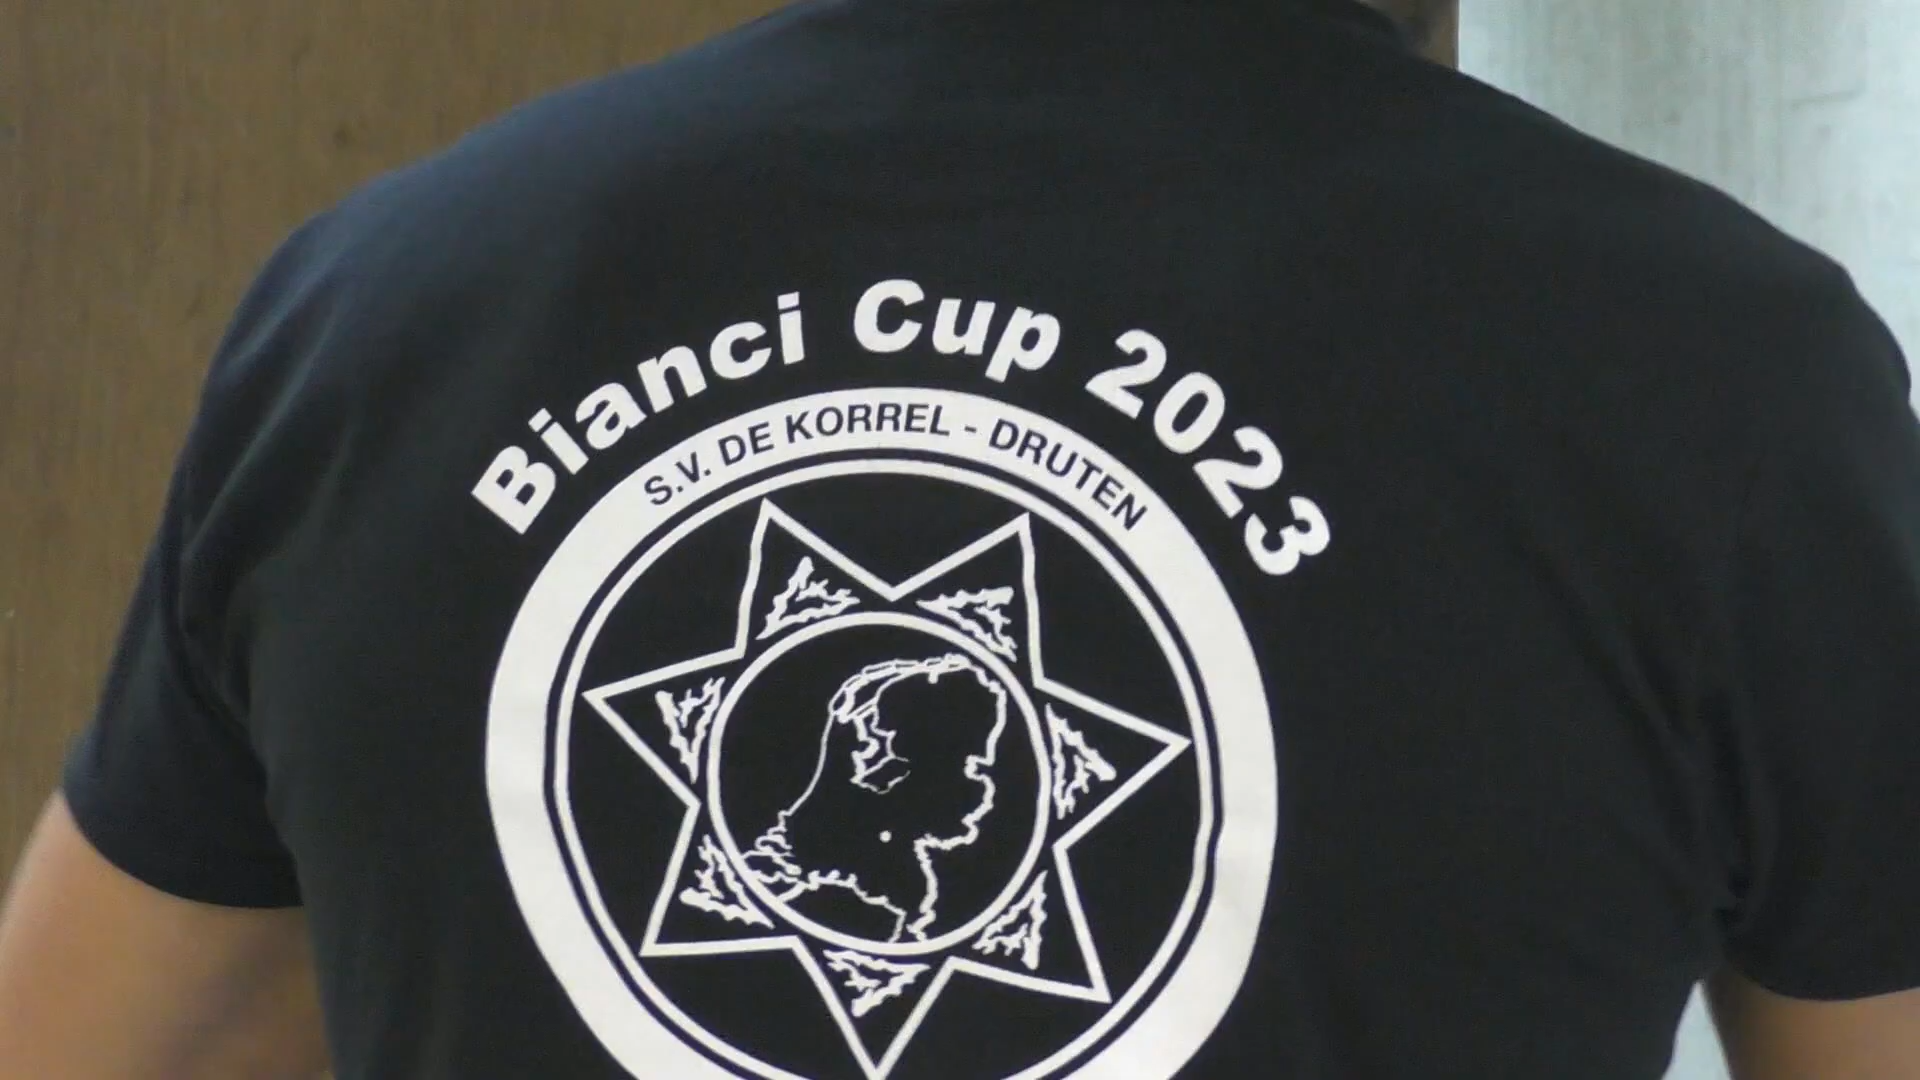 Bianci Cup 2023
S.V. DE KORREL - DRUTEN